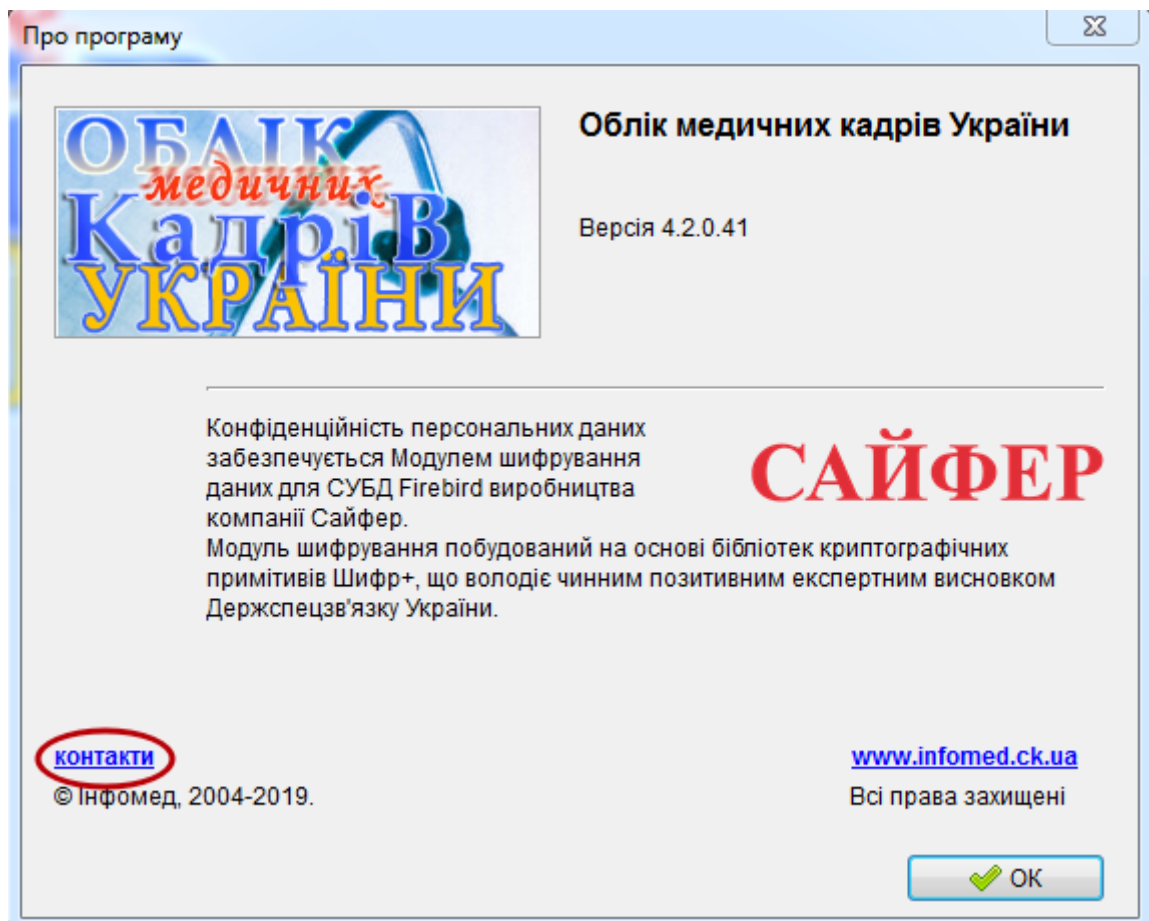 Про програму
ОБЛІК
медичних
Кадрів
УКРАЇНИ
Облік медичних кадрів України
Версія 4.2.0.41
Конфіденційність персональних даних
забезпечується Модулем шифрування
даних для СУБД Firebird виробництва
компанії Сайфер.
САЙФЕР
Модуль шифрування побудований на основі бібліотек криптографічних
примітивів Шифр+, що володіє чинним позитивним експертним висновком
Держспецзв'язку України.
контакти
www.infomed.ck.ua
© Інфомед, 2004-2019.
Всі права захищені
ОК